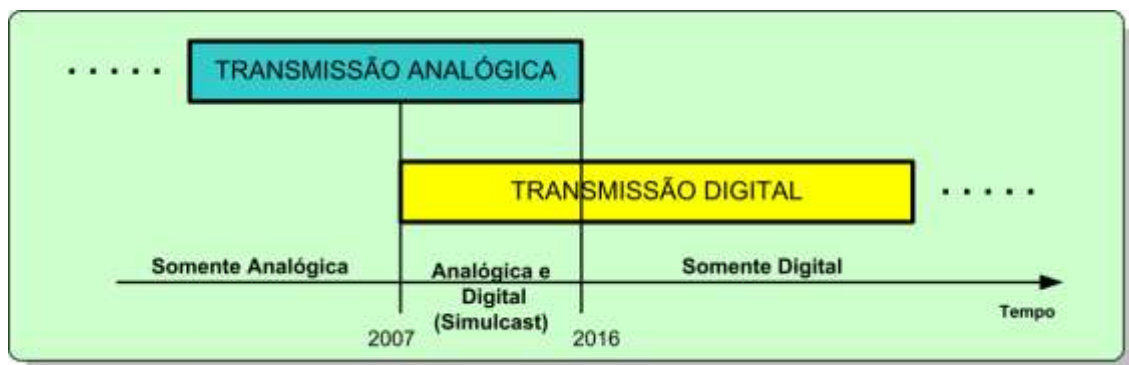 TRANSMISSÃO ANALÓGICA
TRANSMISSÃO DIGITAL
Somente Analógica
Analógica e
Digital
(Simulcast)
Somente Digital
Tempo
2007
2016